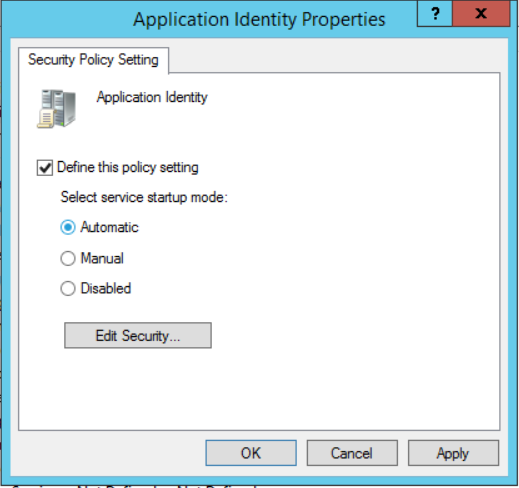 Application Identity Properties
? x
Security Policy Setting
Application Identity
Define this policy setting
Select service startup mode:
Automatic
Manual
Disabled
Edit Security...
OK Cancel Apply